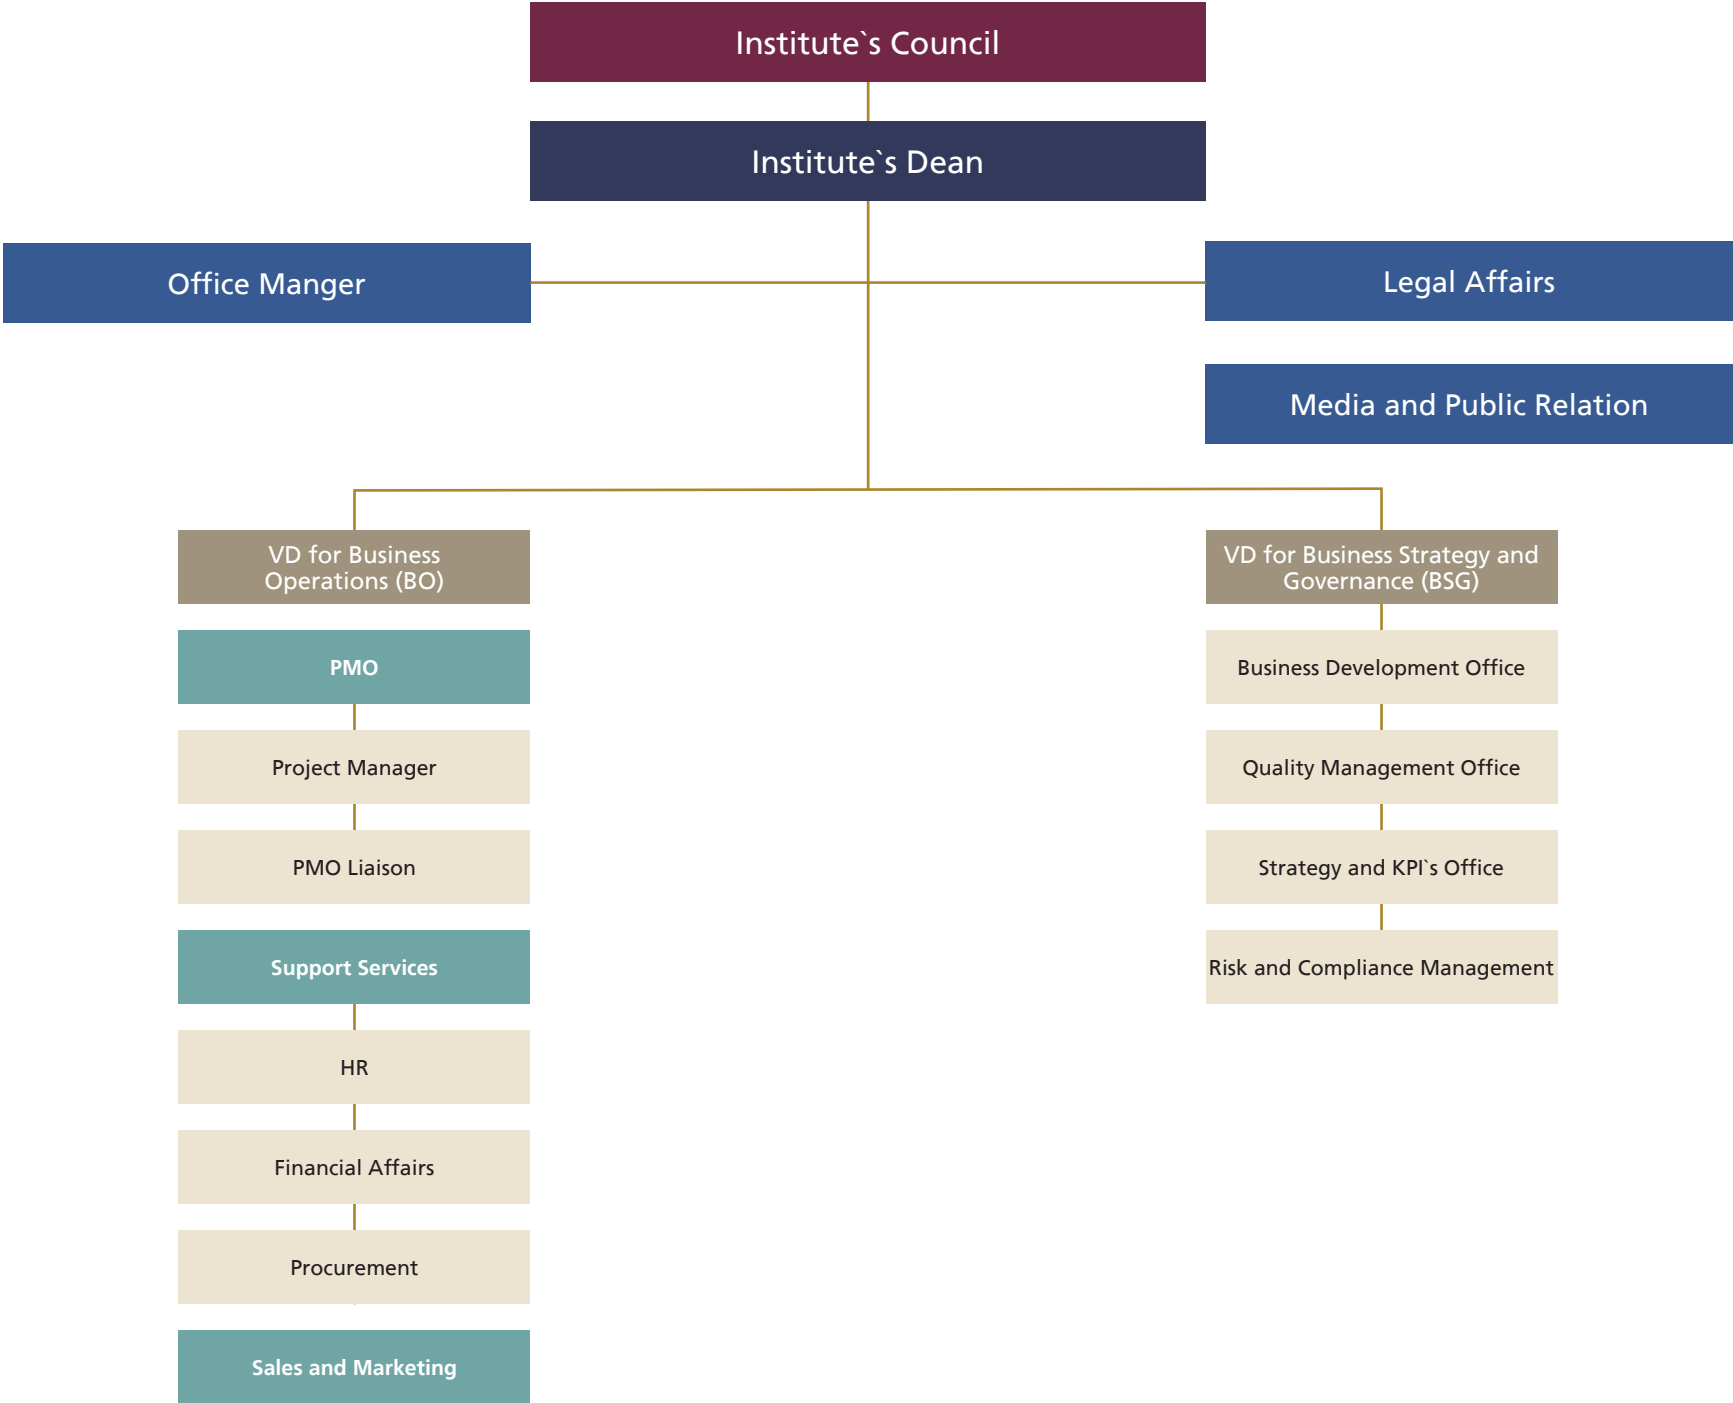 Institute`s Council
Institute`s Dean
Office Manger
Legal Affairs
Media and Public Relation
VD for Business
Operations (BO)
PMO
Project Manager
PMO Liaison
Support Services
HR
Financial Affairs
Procurement
Sales and Marketing
VD for Business Strategy and
Governance (BSG)
Business Development Office
Quality Management Office
Strategy and KPI`s Office
Risk and Compliance Management